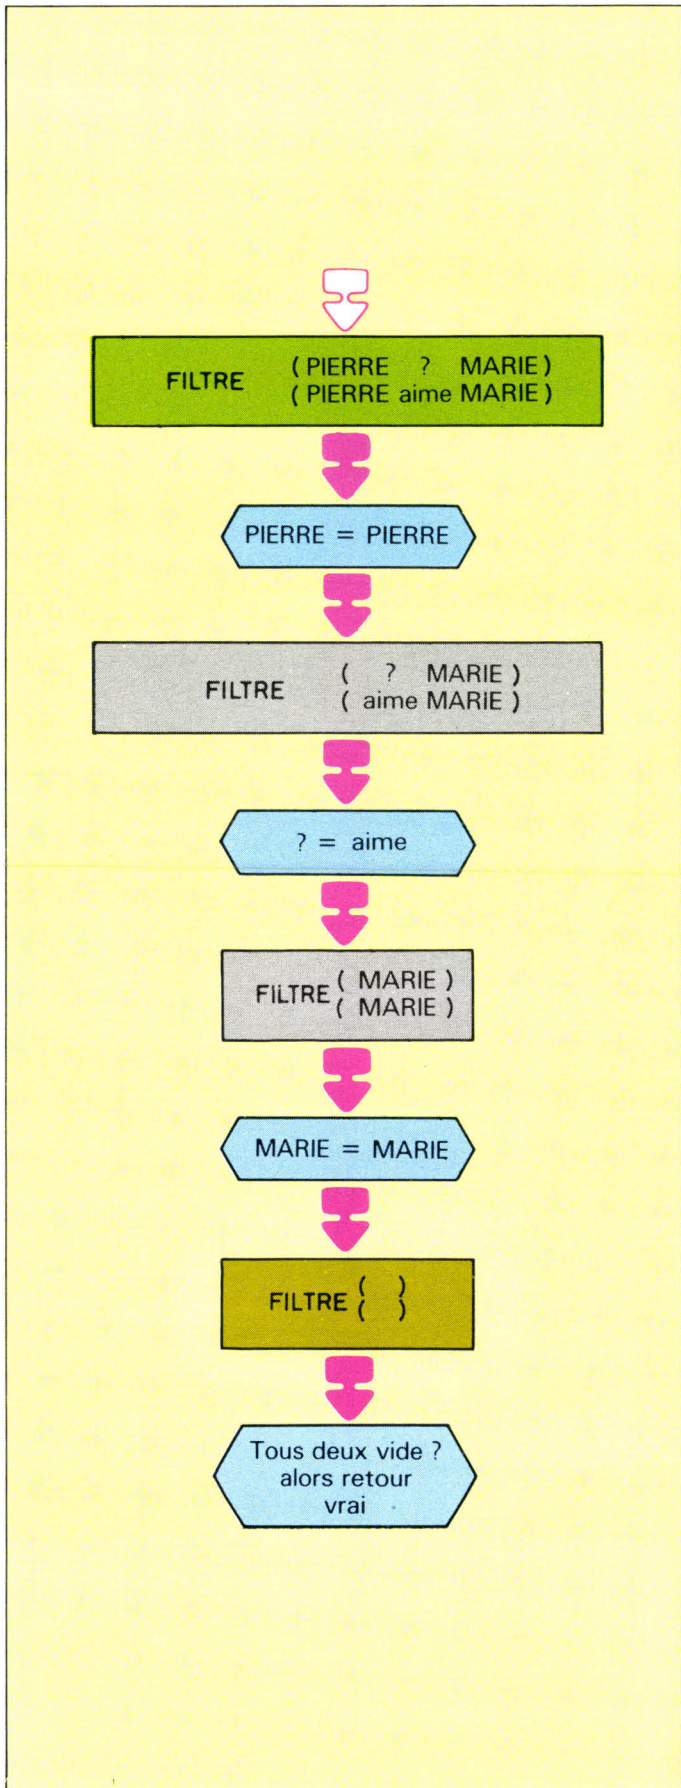 FILTRE ( PIERRE ? MARIE )
( PIERRE aime MARIE )
PIERRE = PIERRE
FILTRE ( ? MARIE )
( aime MARIE )
? = aime
FILTRE ( MARIE )
( MARIE )
MARIE = MARIE
FILTRE ( )
( )
Tous deux vide ?
alors retour
vrai